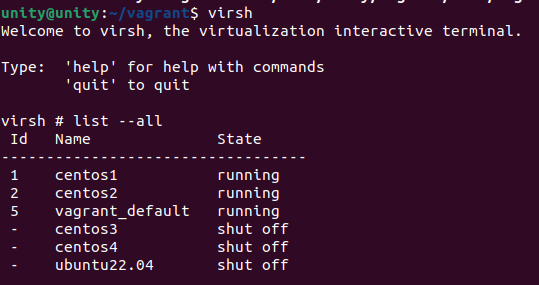 unity@unity:~/vagrant$ virsh
Welcome to virsh, the virtualization interactive terminal.
Type:  'help' for help with commands
       'quit' to quit
virsh # list --all
 Id   Name              State
----------------------------------
 1    centos1           running
 2    centos2           running
 5    vagrant_default   running
 -    centos3           shut off
 -    centos4           shut off
 -    ubuntu22.04       shut off